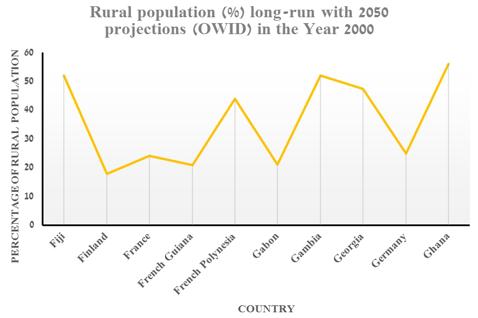 Rural population (%) long-run with 2050
projections (OWID) in the Year 2000
PERCENTAGE OF RURAL POPULATION
60
50
40
30
20
10
0
Fiji
Finland
France
French Guiana
French Polynesia
Gabon
Gambia
Georgia
Germany
Ghana
COUNTRY